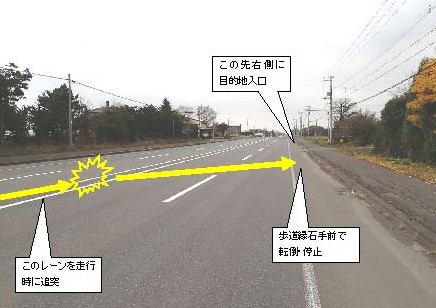 この先右側に
目的地入口
歩道縁石手前で
転倒・停止
このレーンを走行
時に追突